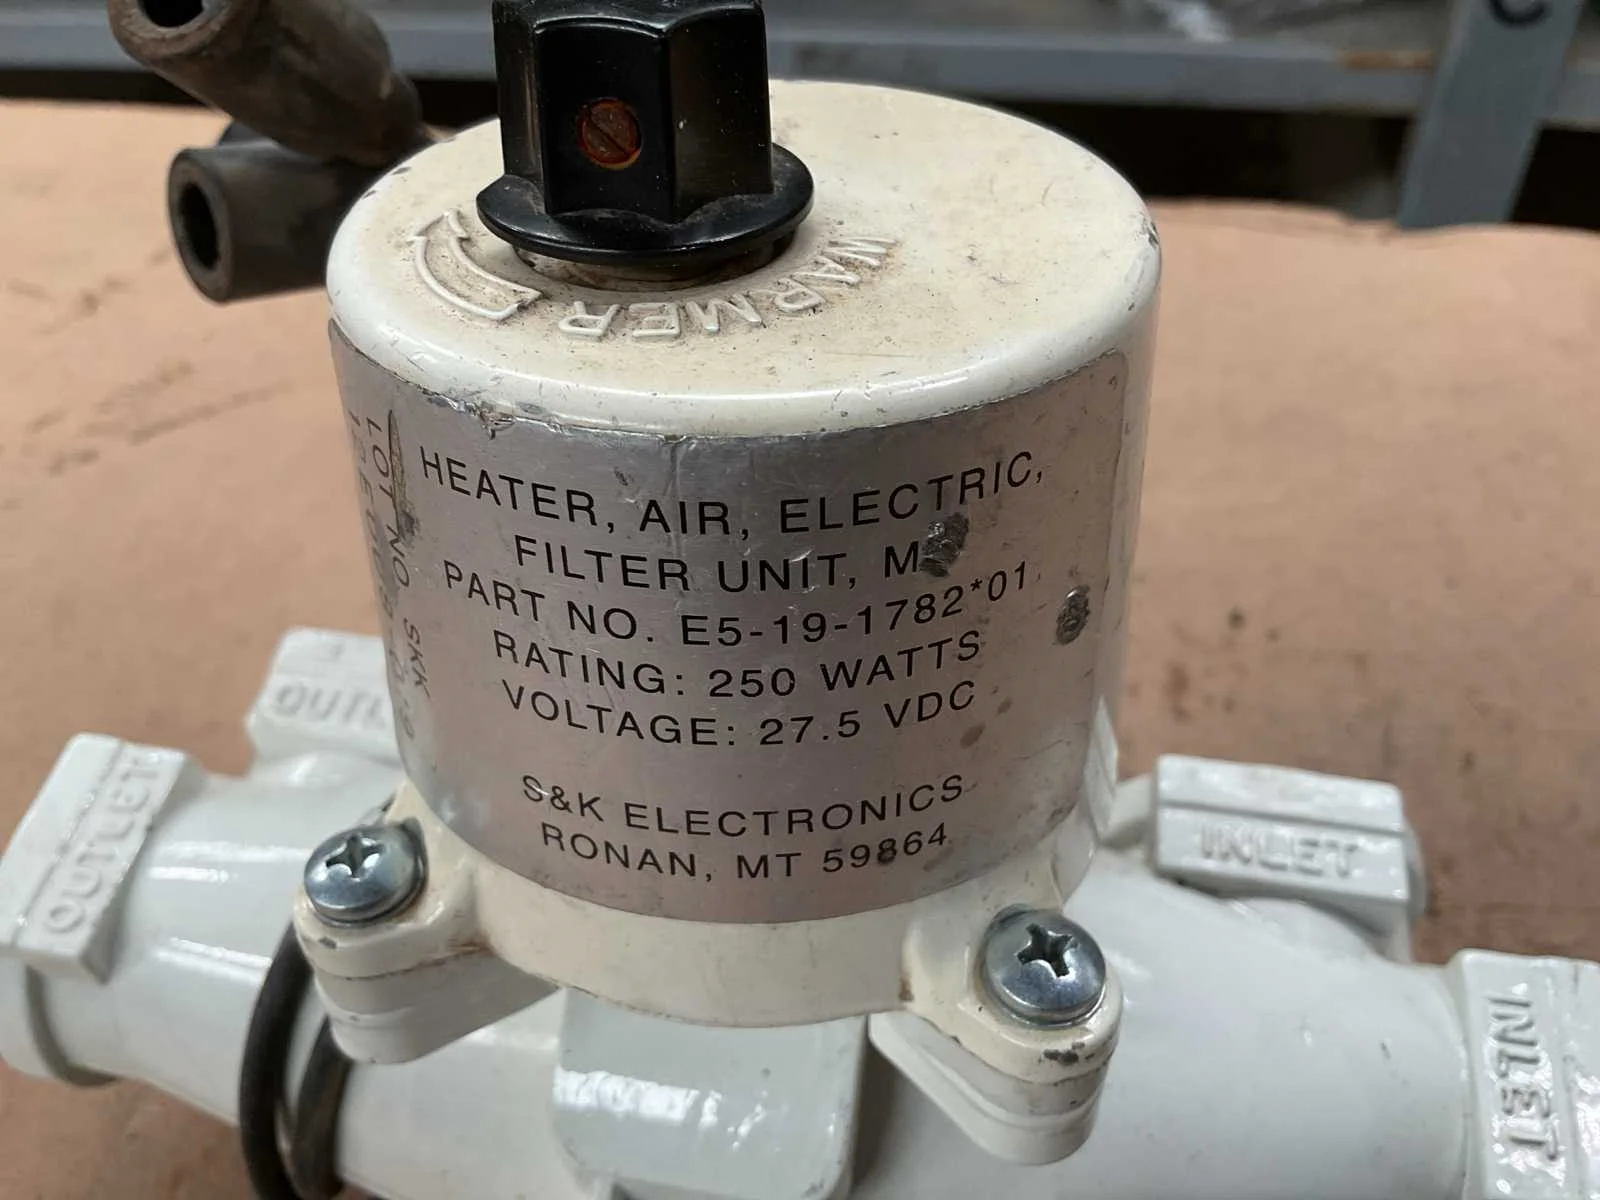 WARMER
HEATER, AIR, ELECTRIC,
FILTER UNIT, M
PART NO. E5-19-1782*01
RATING: 250 WATTS
VOLTAGE: 27.5 VDC
S&K ELECTRONICS
RONAN, MT 59864
LOT NO. SKK
OUTLET
INLET
INLET